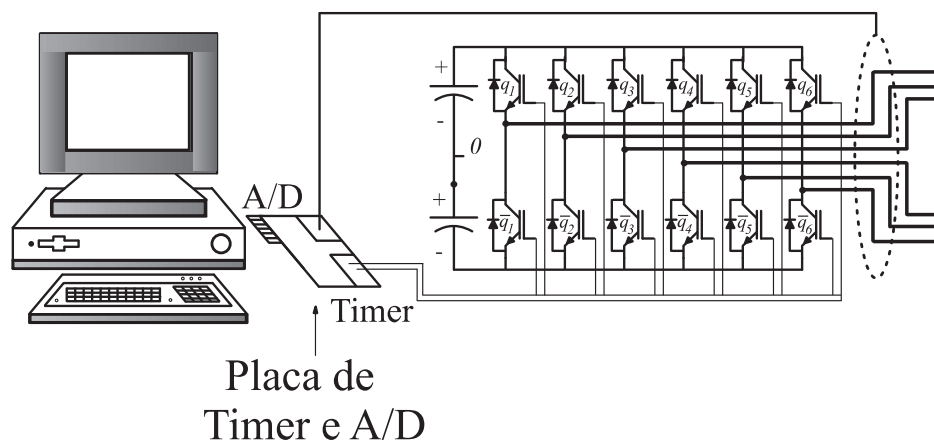 +
q1 q2 q3 q4 q5 q6
-
0
A/D
+
q̅1 q̅2 q̅3 q̅4 q̅5 q̅6
-
Timer
Placa de
Timer e A/D